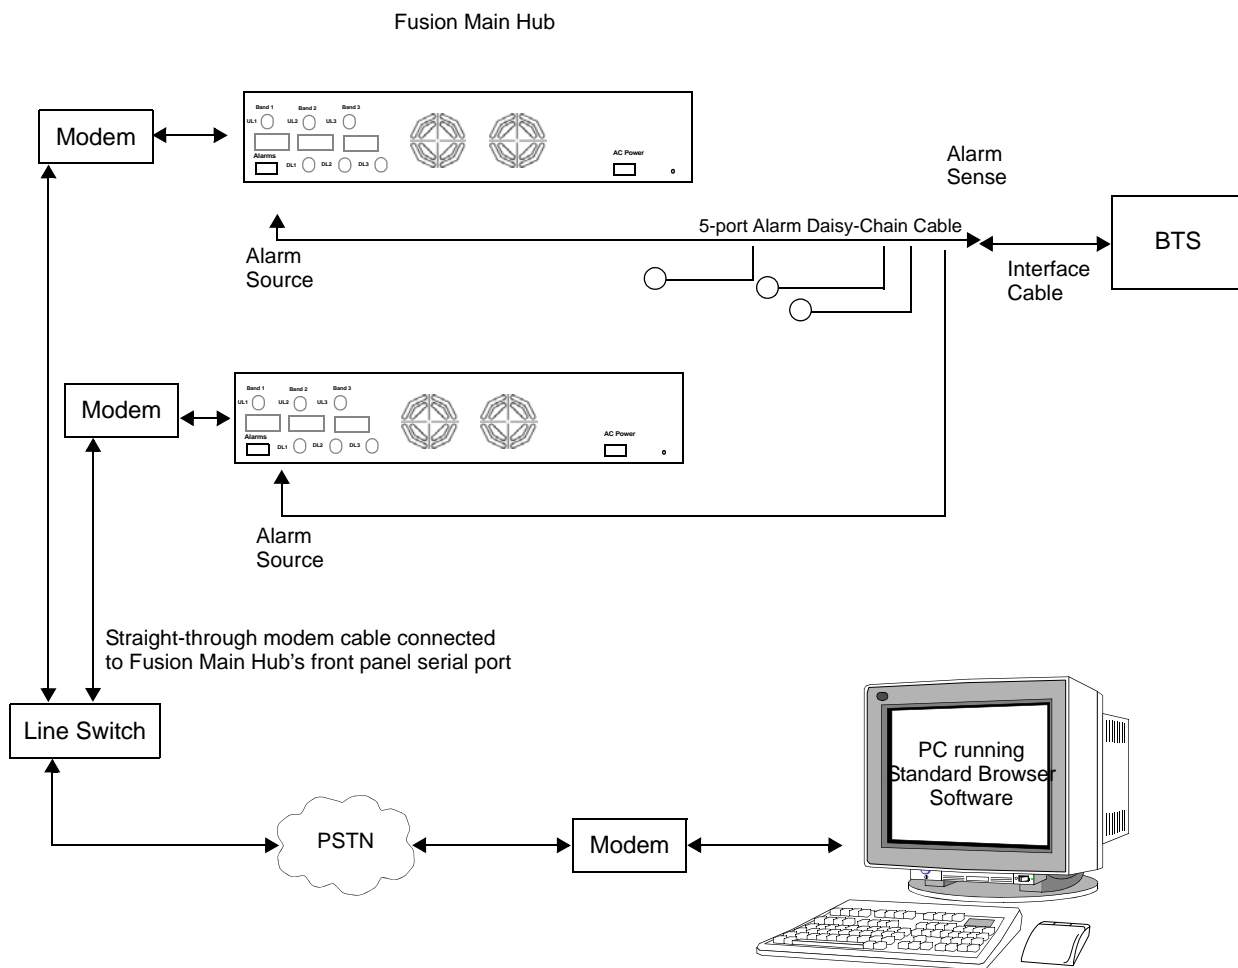 Fusion Main Hub
Modem
Band 1
Band 2
Band 3
UL1
UL2
UL3
Alarms
DL1
DL2
DL3
AC Power
Alarm
Sense
5-port Alarm Daisy-Chain Cable
BTS
Alarm
Source
Interface
Cable
Modem
Band 1
Band 2
Band 3
UL1
UL2
UL3
Alarms
DL1
DL2
DL3
AC Power
Alarm
Source
Straight-through modem cable connected
to Fusion Main Hub's front panel serial port
Line Switch
PC running
Standard Browser
Software
PSTN
Modem